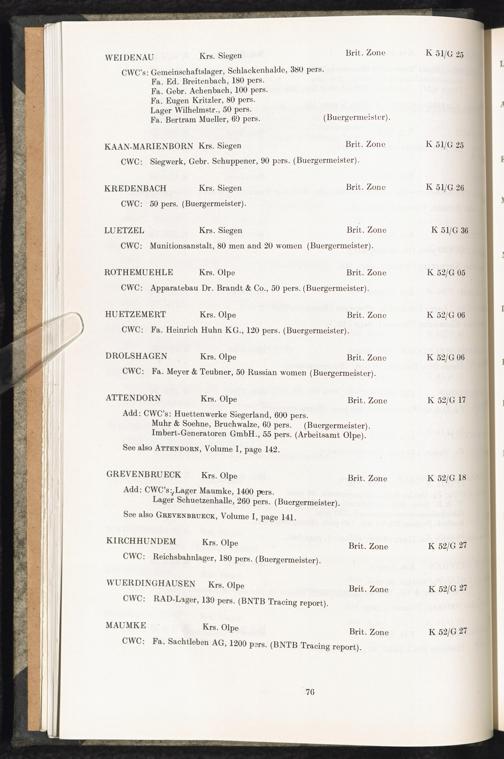 WEIDENAU Krs. Siegen Brit. Zone K 51/G 25
CWC's: Gemeinschaftslager, Schlackenhalde, 380 pers.
Fa. Ed. Breitenbach, 180 pers.
Fa. Gebr. Achenbach, 100 pers.
Fa. Eugen Kritzler, 80 pers.
Lager Wilhelmstr., 50 pers.
Fa. Bertram Mueller, 69 pers. (Buergermeister).
KAAN-MARIENBORN Krs. Siegen Brit. Zone K 51/G 25
CWC: Siegwerk, Gebr. Schuppener, 90 pers. (Buergermeister).
KREDENBACH Krs. Siegen Brit. Zone K 51/G 26
CWC: 50 pers. (Buergermeister).
LUETZEL Krs. Siegen Brit. Zone K 51/G 36
CWC: Munitionsanstalt, 80 men and 20 women (Buergermeister).
ROTHEMUEHLE Krs. Olpe Brit. Zone K 52/G 05
CWC: Apparatebau Dr. Brandt & Co., 50 pers. (Buergermeister).
HUETZEMERT Krs. Olpe Brit. Zone K 52/G 06
CWC: Fa. Heinrich Huhn KG., 120 pers. (Buergermeister).
DROLSHAGEN Krs. Olpe Brit. Zone K 52/G 06
CWC: Fa. Meyer & Teubner, 50 Russian women (Buergermeister).
ATTENDORN Krs. Olpe Brit. Zone K 52/G 17
Add: CWC's: Huettenwerke Siegerland, 600 pers.
Muhr & Soehne, Bruchwalze, 60 pers. (Buergermeister).
Imbert-Generatoren GmbH., 55 pers. (Arbeitsamt Olpe).
See also ATTENDORN, Volume I, page 142.
GREVENBRUECK Krs. Olpe Brit. Zone K 52/G 18
Add: CWC's: Lager Maumke, 1400 pers.
Lager Schuetzenhalle, 260 pers. (Buergermeister).
See also GREVENBRUECK, Volume I, page 141.
KIRCHHUNDEM Krs. Olpe Brit. Zone K 52/G 27
CWC: Reichsbahnlager, 180 pers. (Buergermeister).
WUERDINGHAUSEN Krs. Olpe Brit. Zone K 52/G 27
CWC: RAD-Lager, 130 pers. (BNTB Tracing report).
MAUMKE Krs. Olpe Brit. Zone K 52/G 27
CWC: Fa. Sachtleben AG, 1200 pers. (BNTB Tracing report).
76